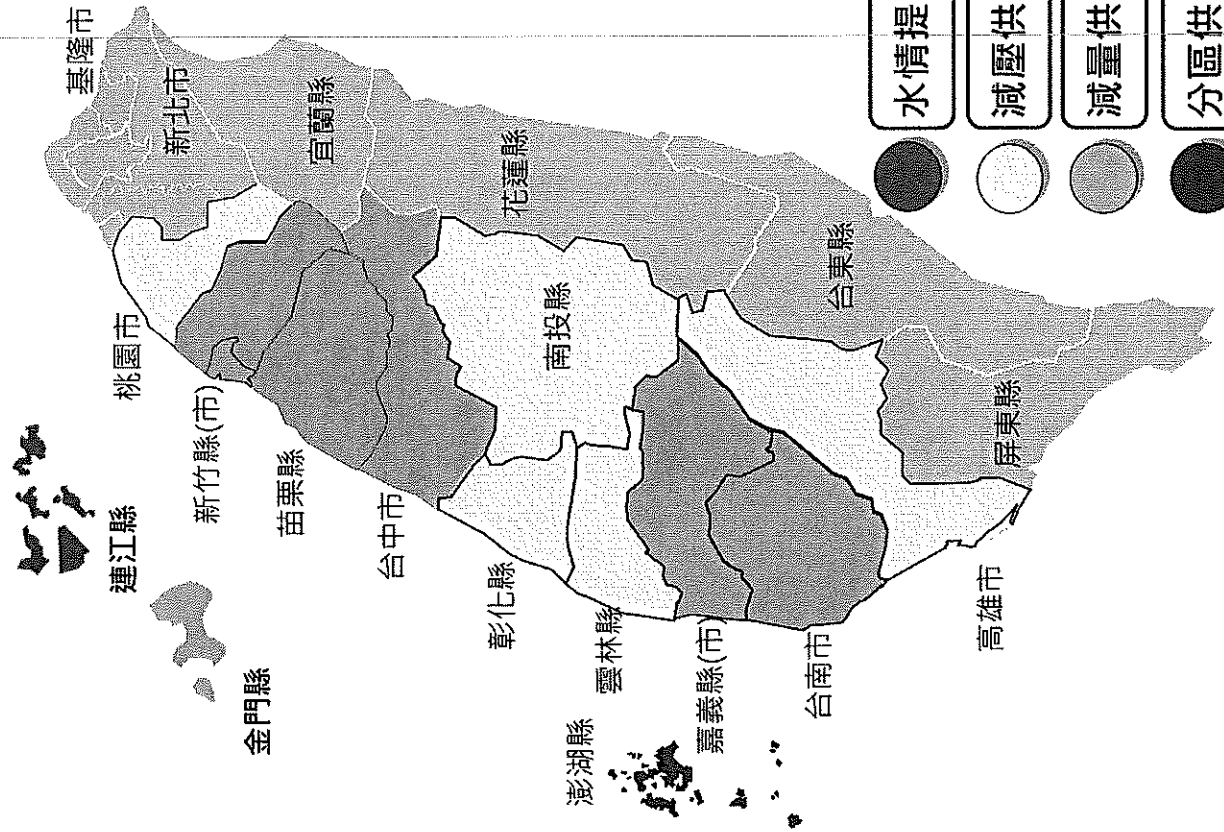 連江縣
金門縣
基隆市
新北市
桃園市
新竹縣(市)
宜蘭縣
苗栗縣
台中市
花蓮縣
彰化縣
南投縣
雲林縣
澎湖縣
嘉義縣(市)
台南市
台東縣
高雄市
屏東縣
水情提
減壓供
減量供
分區供